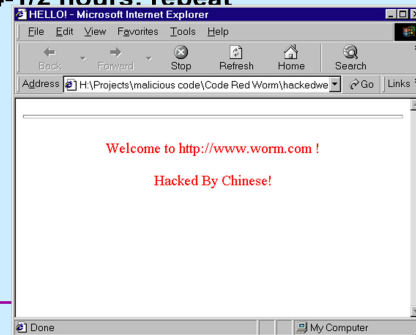 1/2 hours: repeat
HELLO! - Microsoft Internet Explorer
File Edit View Favorites Tools Help
Back Forward Stop Refresh Home Search
Address H:\Projects\malicious code\Code Red Worm\hackedwe Go Links
Welcome to http://www.worm.com !
Hacked By Chinese!
Done My Computer